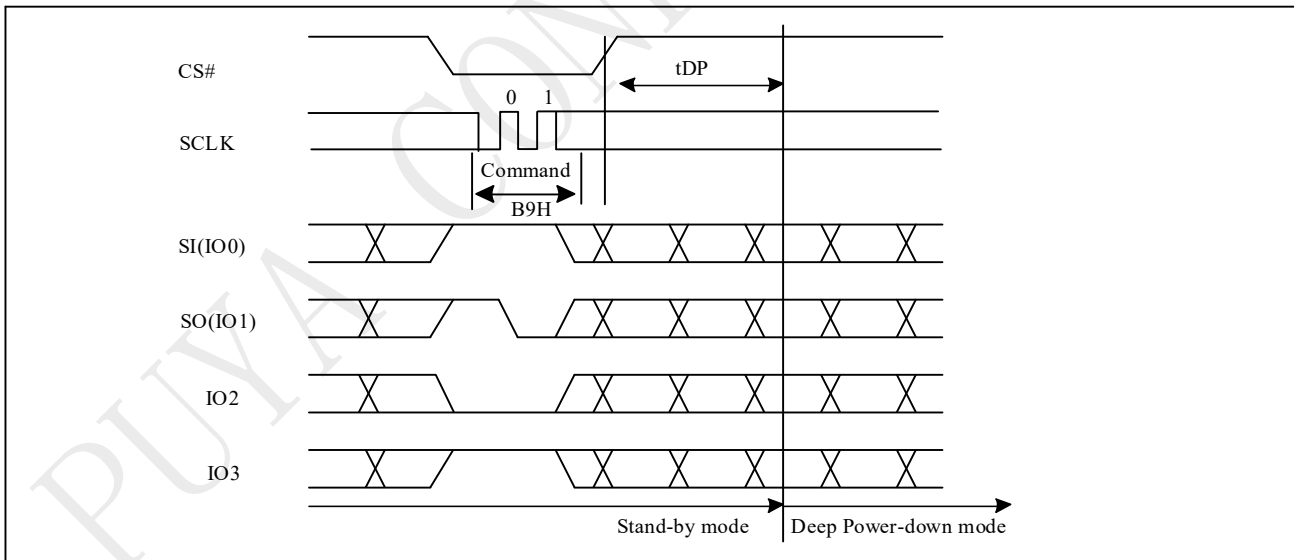 CS#
tDP
0 1
SCLK
Command
B9H
SI(IO0)
SO(IO1)
IO2
IO3
Stand-by mode Deep Power-down mode
PUYA